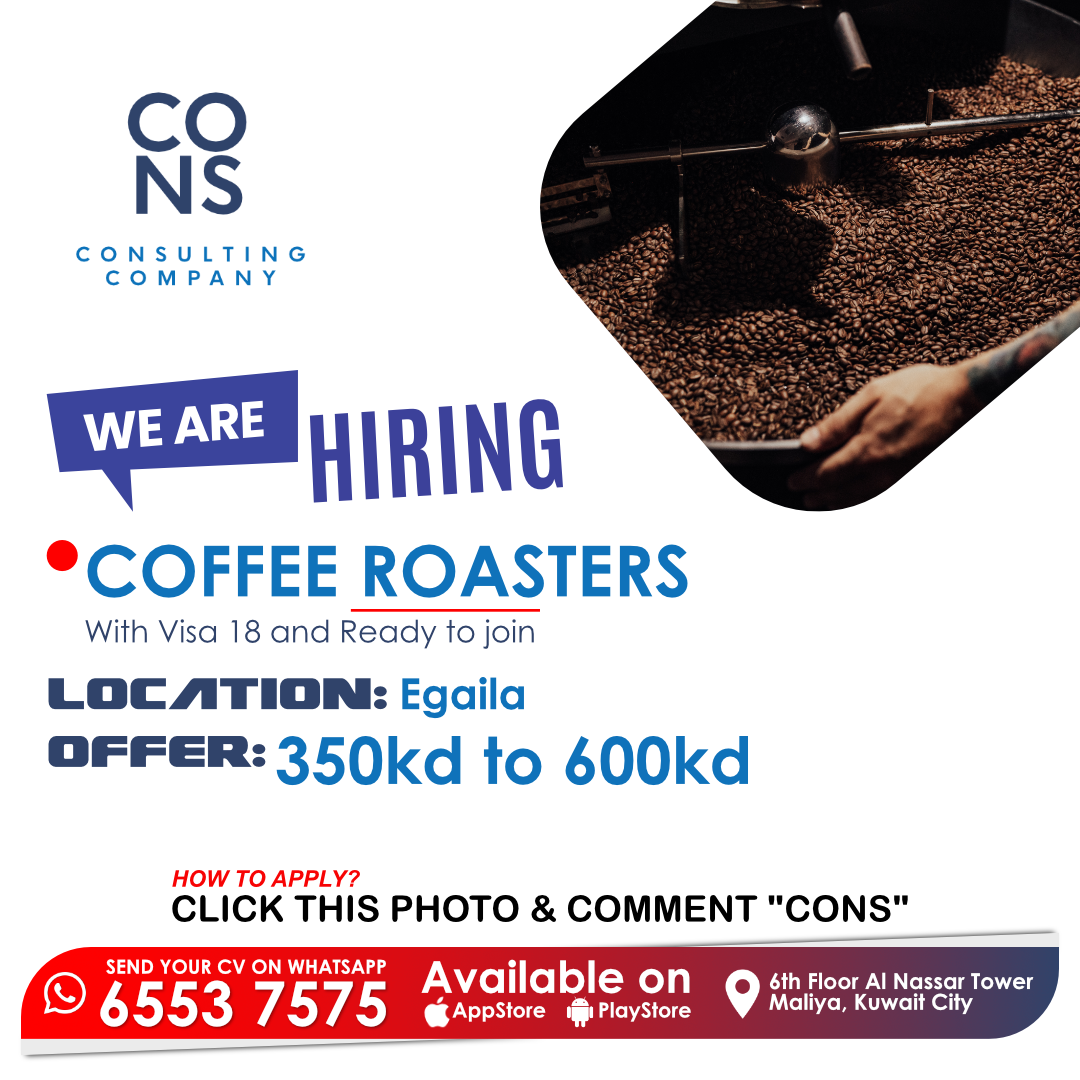 CO
NS
CONSULTING
COMPANY
WE ARE
HIRING
COFFEE ROASTERS
With Visa 18 and Ready to join
LOCATION: Egaila
OFFER: 350kd to 600kd
HOW TO APPLY?
CLICK THIS PHOTO & COMMENT "CONS"
SEND YOUR CV ON WHATSAPP
6553 7575
Available on
AppStore PlayStore
6th Floor Al Nassar Tower
Maliya, Kuwait City